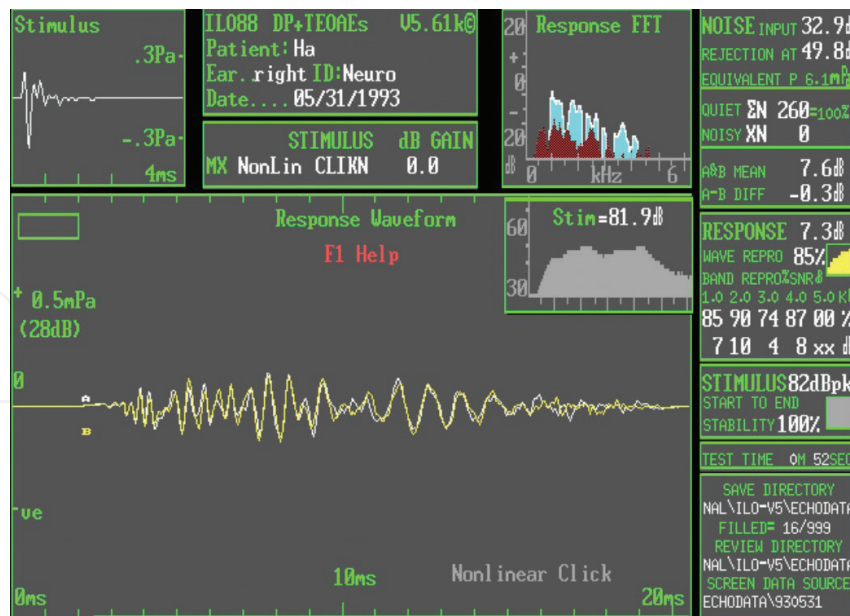 Stimulus
.3Pa-
-.3Pa-
4ms
ILO88 DP+TEOAEs V5.61k©
Patient: Ha
Ear.. right ID:Neuro
Date.... 05/31/1993
STIMULUS dB GAIN
MX NonLin CLIKN 0.0
Response FFT
20
+
0
-
20
dB 0 kHz 6
NOISE INPUT 32.9d
REJECTION AT 49.8d
EQUIVALENT P 6.1m
QUIET ΣN 260=100%
NOISY XN 0
A&B MEAN 7.6dB
A-B DIFF -0.3dB
RESPONSE 7.3dB
WAVE REPRO 85%
BAND REPRO% SNR dB
1.0 2.0 3.0 4.0 5.0 K
85 90 74 87 00 %
7 10 4 8 xx d
STIMULUS 82dBpk
START TO END
STABILITY 100%
TEST TIME 0M 52SEC
SAVE DIRECTORY
NAL\ILO-V5\ECHODATA
FILLED= 16/999
REVIEW DIRECTORY
NAL\ILO-V5\ECHODATA
SCREEN DATA SOURCE
ECHODATA\930531
Response Waveform
F1 Help
60
Stim=81.9dB
30
+ 0.5mPa
(28dB)
0
A
B
-ve
0ms
10ms
Nonlinear Click
20ms